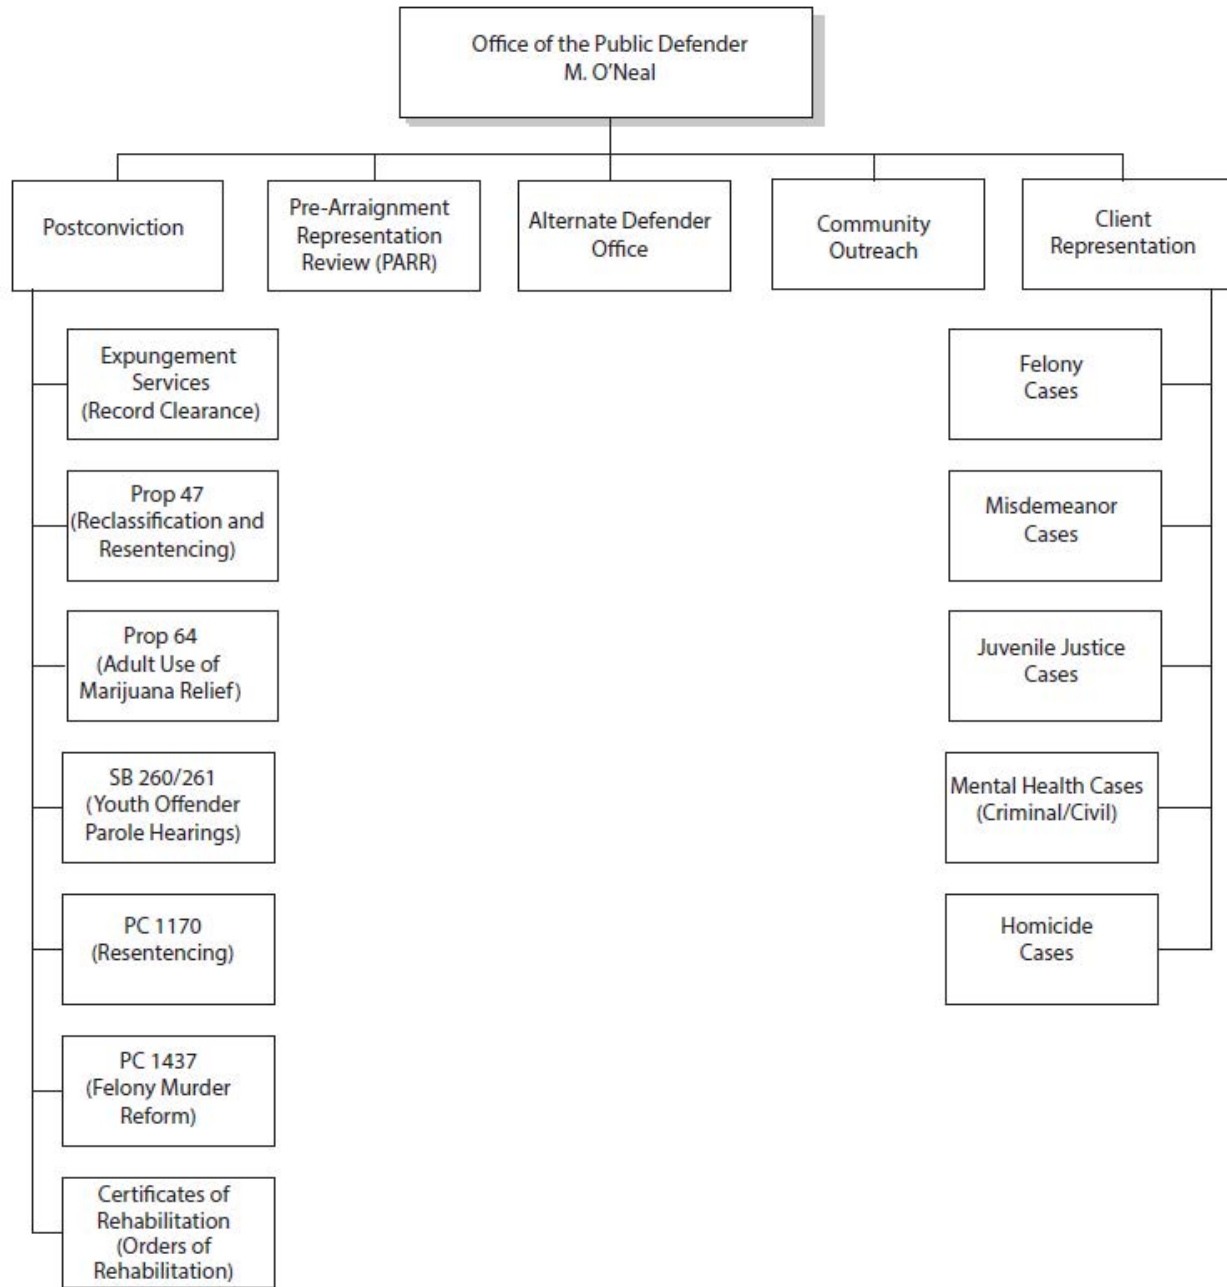 Office of the Public Defender
M. O’Neal
Postconviction
Pre-Arraignment
Representation
Review (PARR)
Alternate Defender
Office
Community
Outreach
Client
Representation
Expungement
Services
(Record Clearance)
Prop 47
(Reclassification and
Resentencing)
Prop 64
(Adult Use of
Marijuana Relief)
SB 260/261
(Youth Offender
Parole Hearings)
PC 1170
(Resentencing)
PC 1437
(Felony Murder
Reform)
Certificates of
Rehabilitation
(Orders of
Rehabilitation)
Felony
Cases
Misdemeanor
Cases
Juvenile Justice
Cases
Mental Health Cases
(Criminal/Civil)
Homicide
Cases